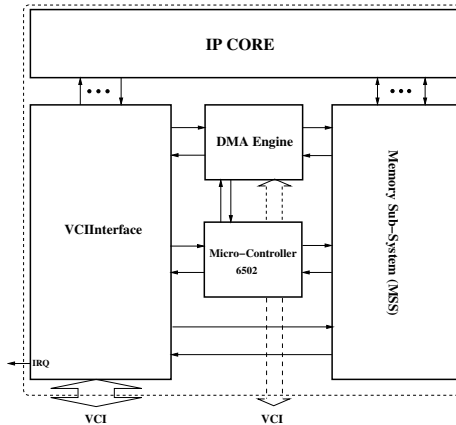 IP CORE
DMA Engine
VCIInterface
Micro−Controller
6502
Memory Sub−System (MSS)
IRQ
VCI
VCI